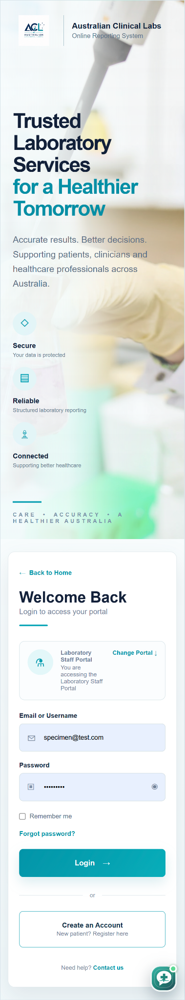 ACL
AUSTRALIAN
CLINICAL LABS
Australian Clinical Labs
Online Reporting System
Trusted
Laboratory
Services
for a Healthier
Tomorrow
Accurate results. Better decisions.
Supporting patients, clinicians and
healthcare professionals across
Australia.
Secure
Your data is protected
Reliable
Structured laboratory reporting
Connected
Supporting better healthcare
CARE • ACCURACY • A
HEALTHIER AUSTRALIA
← Back to Home
Welcome Back
Login to access your portal
Laboratory
Staff Portal
Change Portal ↓
You are
accessing the
Laboratory Staff
Portal
Email or Username
specimen@test.com
Password
•••••••••
Remember me
Forgot password?
Login →
or
Create an Account
New patient? Register here
Need help? Contact us